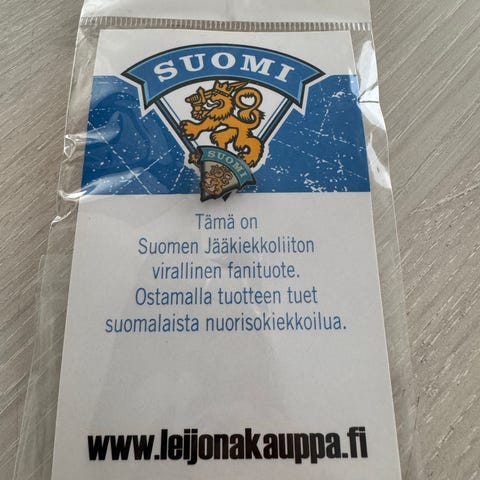 SUOMI
SUOMI
Tämä on
Suomen Jääkiekkoliiton
virallinen fanituote.
Ostamalla tuotteen tuet
suomalaista nuorisokiekkoilua.
www.leijonakauppa.fi